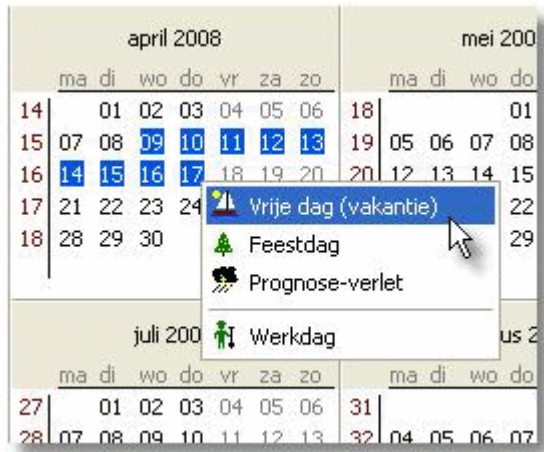 april 2008 mei 200
ma di wo do vr za zo ma di wo do
14 01 02 03 04 05 06 18 01
15 07 08 09 10 11 12 13 19 05 06 07 08
16 14 15 16 17 18 19 20 20 12 13 14 15
17 21 22 23 24 Vrije dag (vakantie) 22
18 28 29 30 Feestdag 29
Prognose-verlet
juli 200 Werkdag us 2
ma di wo do vr za zo ma di wo do
27 01 02 03 04 05 06 31
28 07 08 09 10 11 12 13 32 04 05 06 07